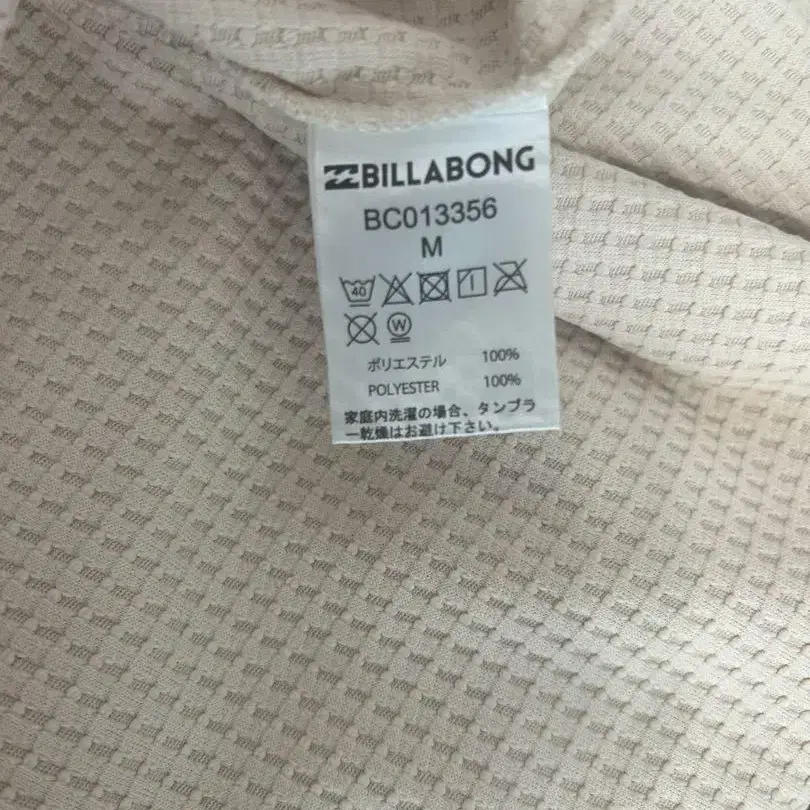 BILLABONG
BC013356
M
40
W
ポリエステル 100%
POLYESTER 100%
家庭内洗濯の場合、タンブラ
ー乾燥はお避け下さい。